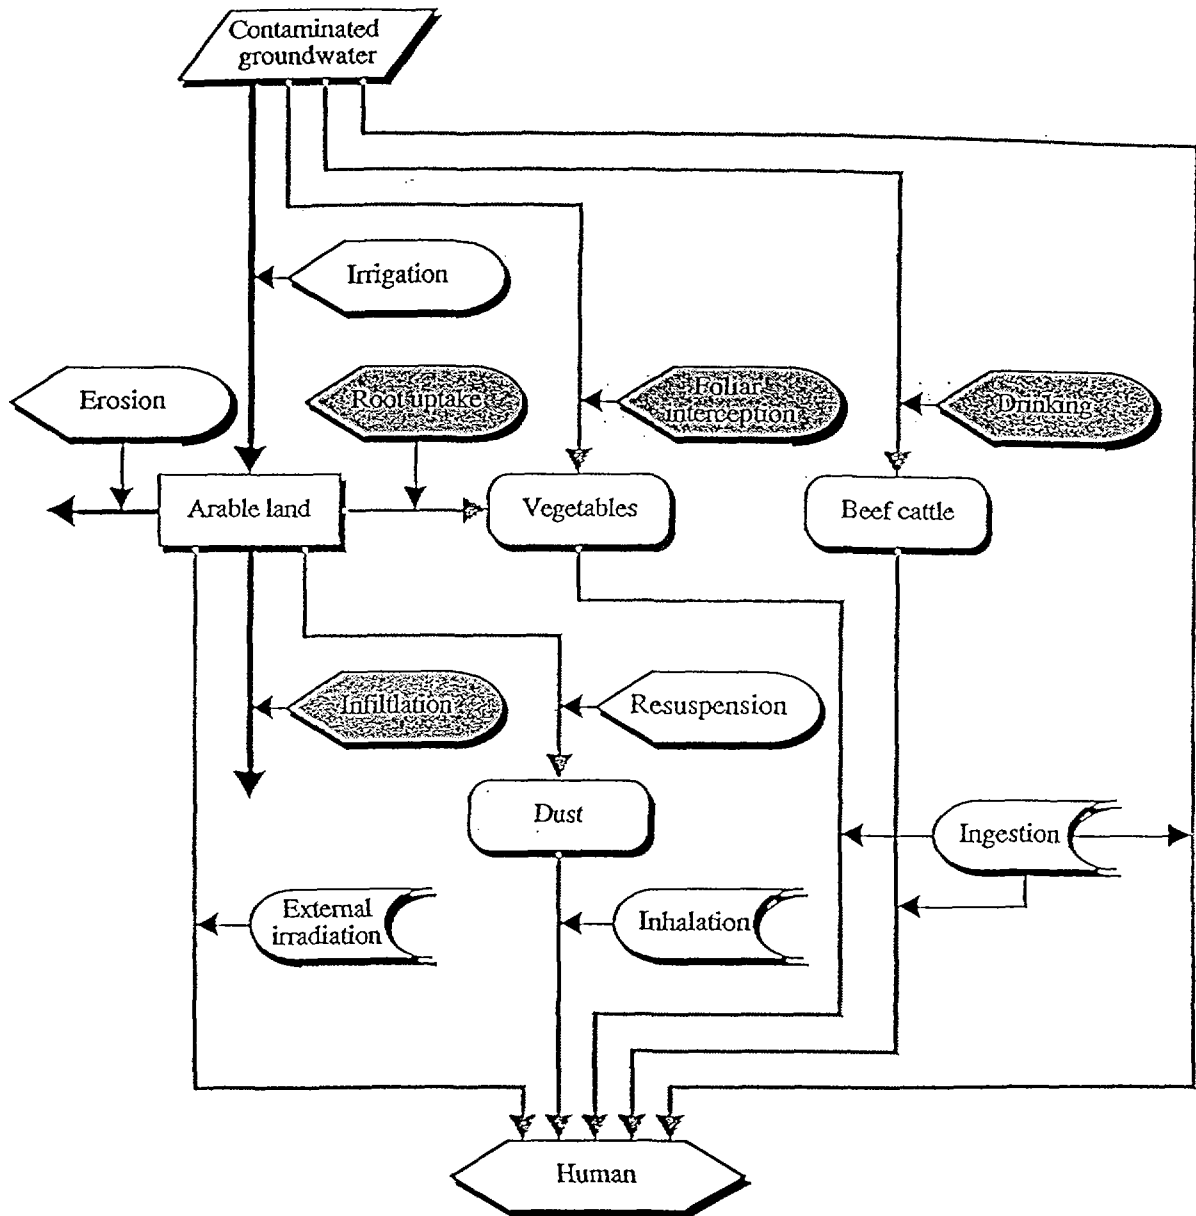 Contaminated
groundwater
Irrigation
Erosion
Root uptake
Foliar
interception
Drinking
Arable land
Vegetables
Beef cattle
Infiltlation
Resuspension
Dust
Ingestion
External
irradiation
Inhalation
Human